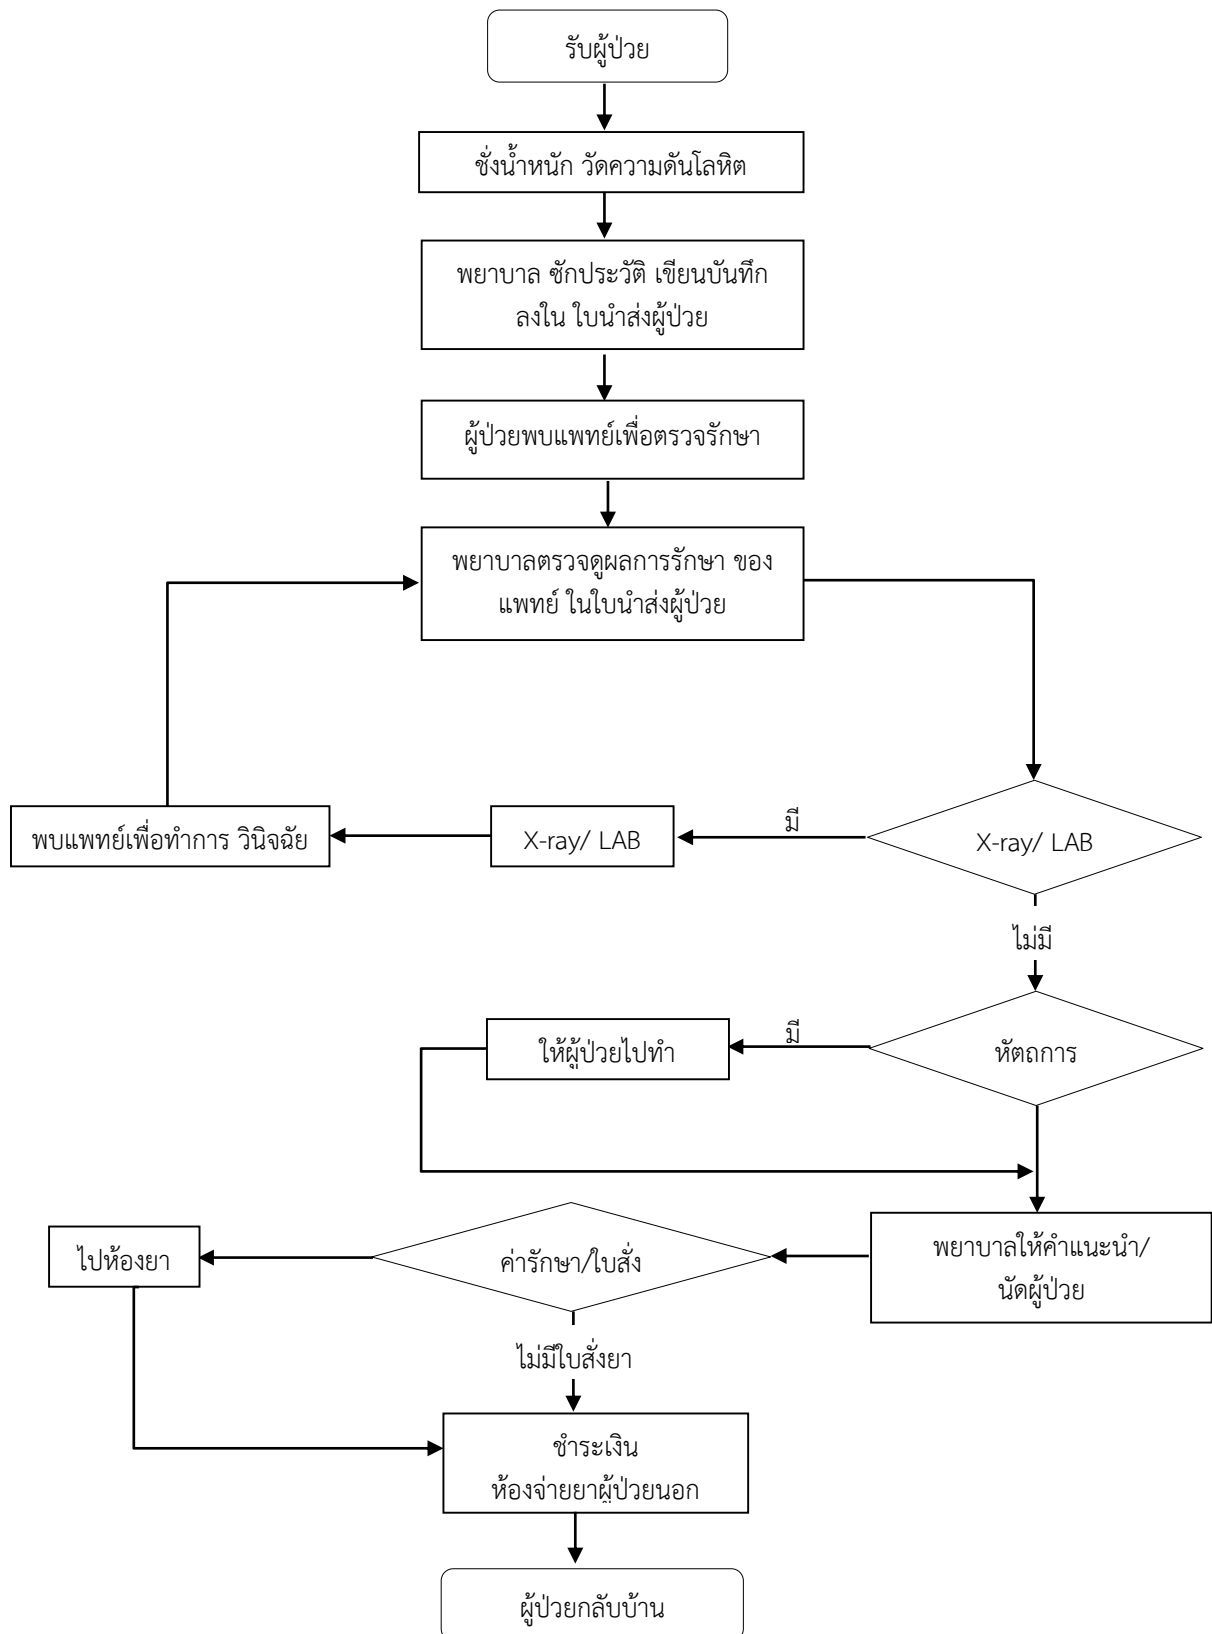 รับผู้ป่วย
ชั่งน้ำหนัก วัดความดันโลหิต
พยาบาล ซักประวัติ เขียนบันทึก
ลงใน ใบนำส่งผู้ป่วย
ผู้ป่วยพบแพทย์เพื่อตรวจรักษา
พยาบาลตรวจดูผลการรักษา ของ
แพทย์ ในใบนำส่งผู้ป่วย
พบแพทย์เพื่อทำการ วินิจฉัย
X-ray/ LAB
มี
X-ray/ LAB
ไม่มี
ให้ผู้ป่วยไปทำ
มี
หัตถการ
ไปห้องยา
ค่ารักษา/ใบสั่ง
พยาบาลให้คำแนะนำ/
นัดผู้ป่วย
ไม่มีใบสั่งยา
ชำระเงิน
ห้องจ่ายยาผู้ป่วยนอก
ผู้ป่วยกลับบ้าน